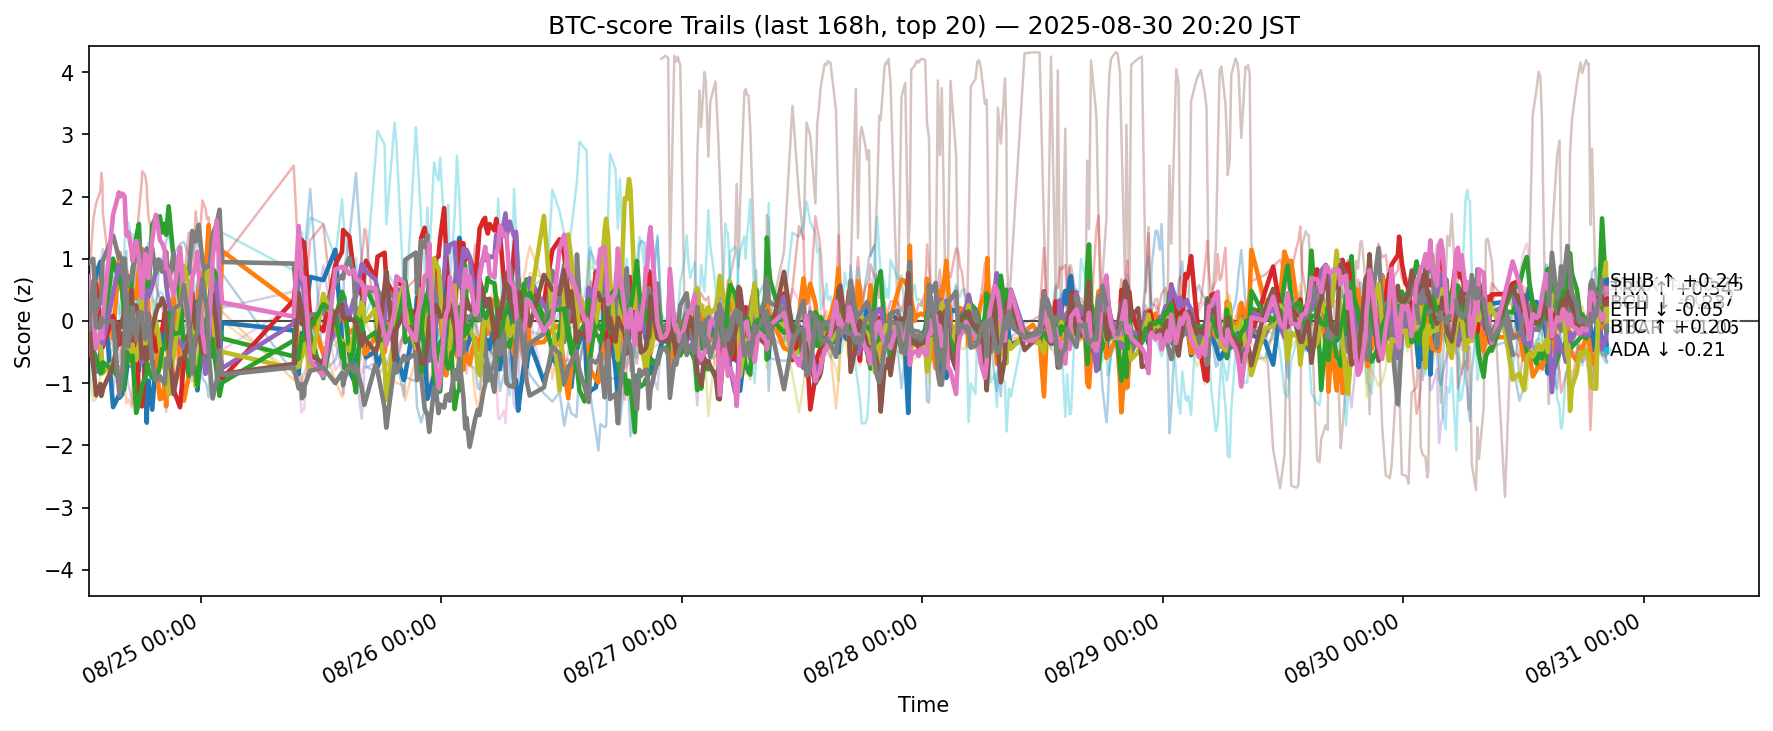 BTC-score Trails (last 168h, top 20) — 2025-08-30 20:20 JST
Score (z)
4
3
2
1
0
−1
−2
−3
−4
SHIB ↑ +0.24
ETH ↓ -0.05
BTC ↑ +0.20
ADA ↓ -0.21
08/25 00:00
08/26 00:00
08/27 00:00
08/28 00:00
08/29 00:00
08/30 00:00
08/31 00:00
Time